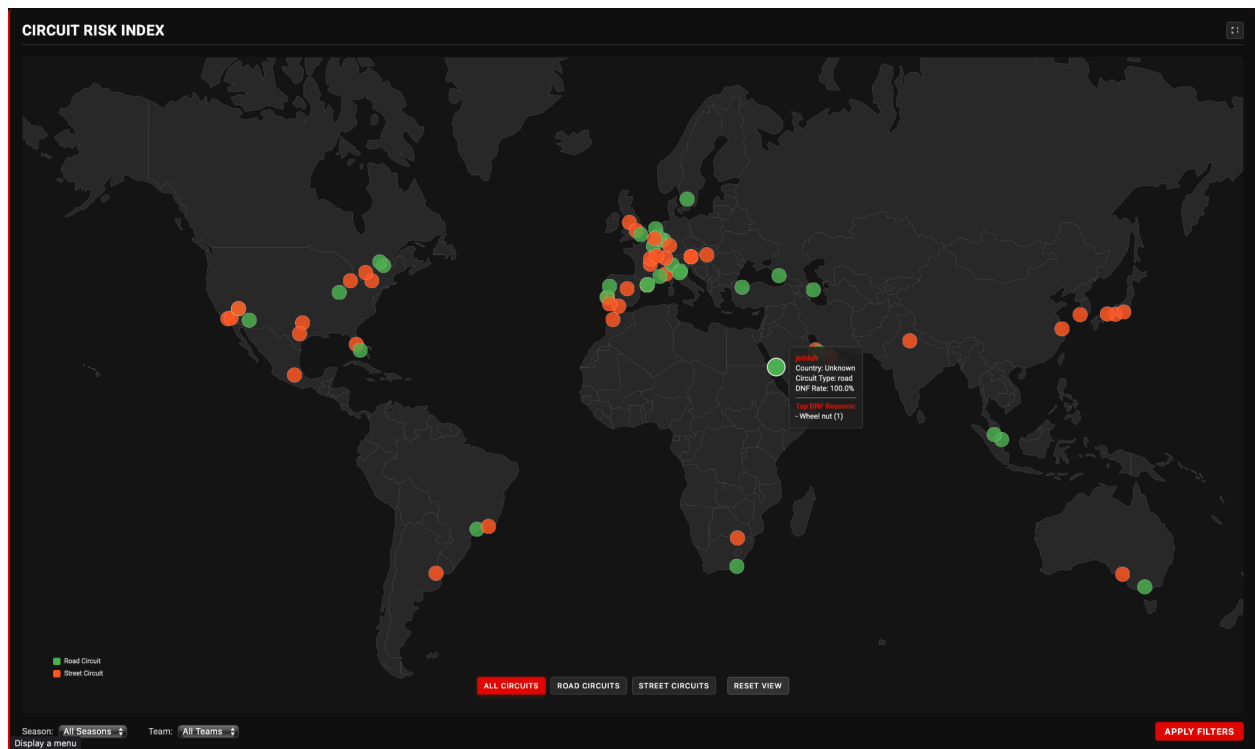 CIRCUIT RISK INDEX
jeddah
Country: Unknown
Circuit Type: road
DNF Rate: 100.0%
Top DNF Reasons:
- Wheel nut (1)
Road Circuit
Street Circuit
ALL CIRCUITS ROAD CIRCUITS STREET CIRCUITS RESET VIEW
Season: All Seasons Team: All Teams APPLY FILTERS
Display a menu